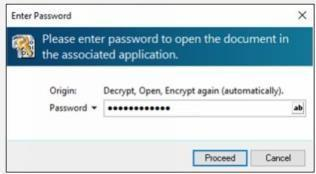 Enter Password
Please enter password to open the document in
the associated application.
Origin: Decrypt, Open, Encrypt again (automatically).
Password ••••••••••••
ab
Proceed Cancel